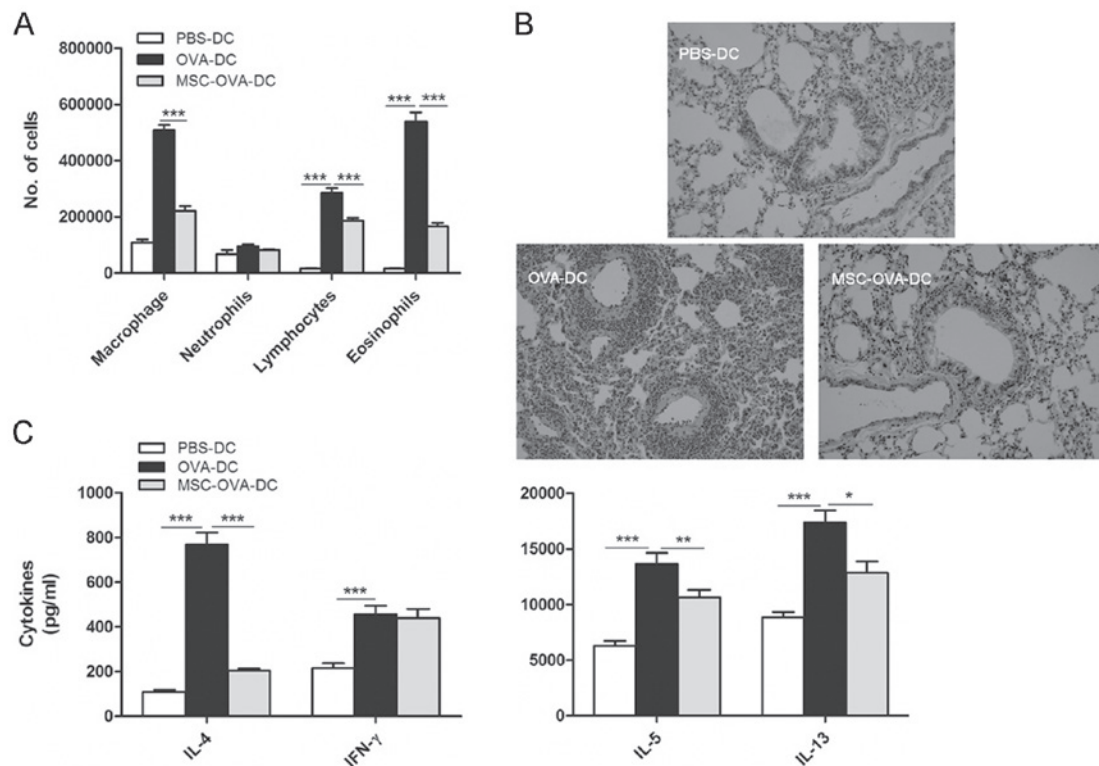 A
800000
600000
400000
200000
0
No. of cells
PBS-DC
OVA-DC
MSC-OVA-DC
***
***
***
***
***
Macrophage
Neutrophils
Lymphocytes
Eosinophils
B
PBS-DC
OVA-DC
MSC-OVA-DC
C
PBS-DC
OVA-DC
MSC-OVA-DC
1000
800
600
400
200
0
Cytokines
(pg/ml)
***
***
***
IL-4
IFN-γ
20000
15000
10000
5000
0
***
**
***
*
IL-5
IL-13